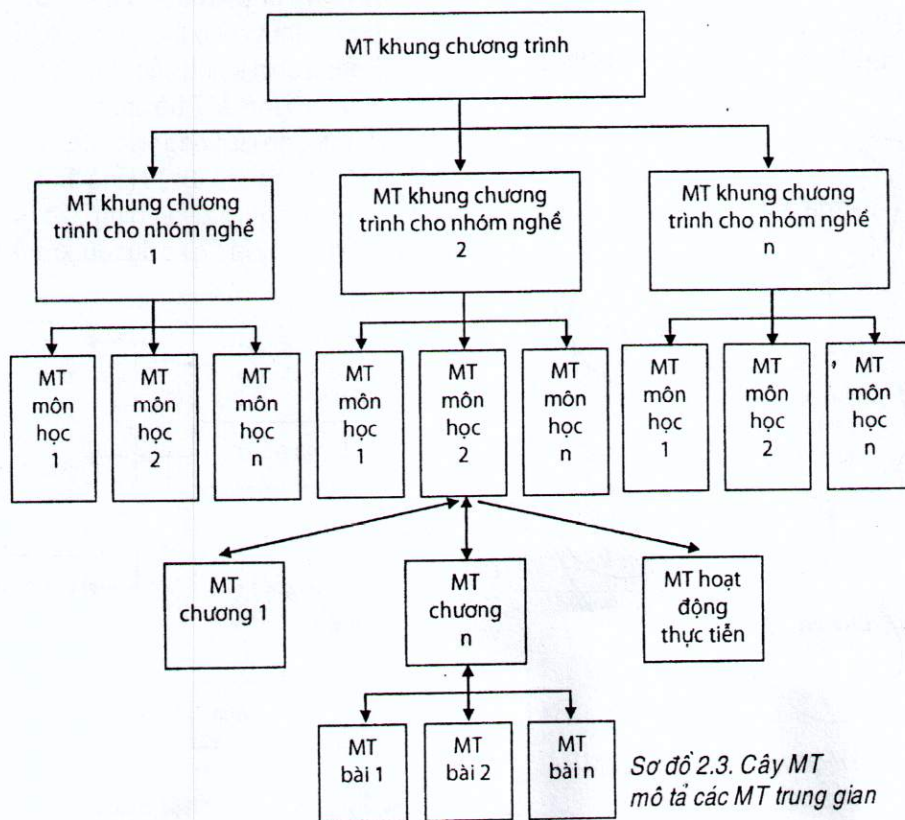 MT khung chương trình
MT khung chương
trình cho nhóm nghề
1
MT khung chương
trình cho nhóm nghề
2
MT khung chương
trình cho nhóm nghề
n
MT
môn
học
1
MT
môn
học
2
MT
môn
học
n
MT
môn
học
1
MT
môn
học
2
MT
môn
học
n
MT
môn
học
1
MT
môn
học
2
MT
môn
học
n
MT
chương 1
MT
chương
n
MT hoạt
động
thực tiễn
MT
bài 1
MT
bài 2
MT
bài n
Sơ đồ 2.3. Cây MT
mô tả các MT trung gian